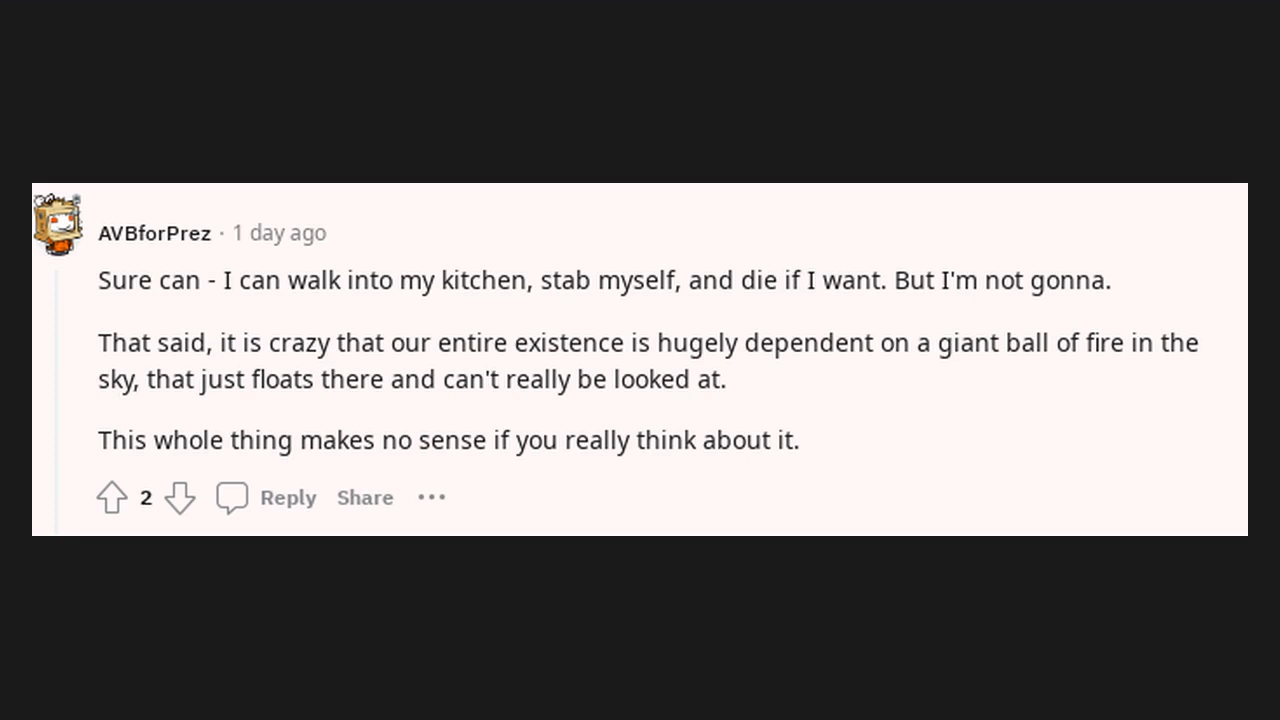 AVBforPrez · 1 day ago
Sure can - I can walk into my kitchen, stab myself, and die if I want. But I'm not gonna.
That said, it is crazy that our entire existence is hugely dependent on a giant ball of fire in the
sky, that just floats there and can't really be looked at.
This whole thing makes no sense if you really think about it.
2 Reply Share •••